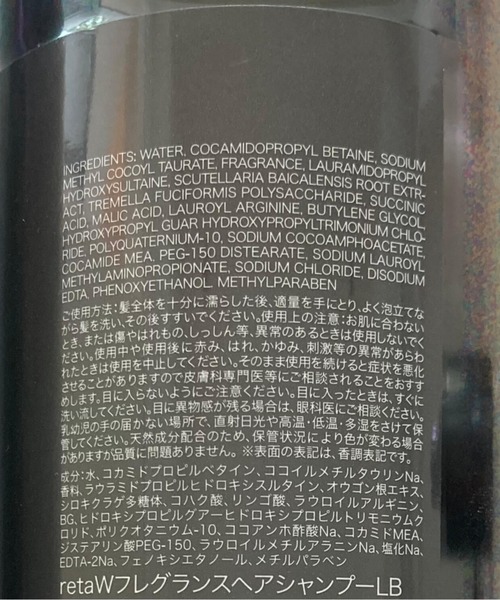 INGREDIENTS: WATER, COCAMIDOPROPYL BETAINE, SODIUM
METHYL COCOYL TAURATE, FRAGRANCE, LAURAMIDOPROPYL
HYDROXYSULTAINE, SCUTELLARIA BAICALENSIS ROOT EXTR-
ACT, TREMELLA FUCIFORMIS POLYSACCHARIDE, SUCCINIC
ACID, MALIC ACID, LAUROYL ARGININE, BUTYLENE GLYCOL
HYDROXYPROPYL GUAR HYDROXYPROPYLTRIMONIUM CHLO-
RIDE, POLYQUATERNIUM-10, SODIUM COCOAMPHOACETATE
COCAMIDE MEA, PEG-150 DISTEARATE, SODIUM LAUROYL
METHYLAMINOPROPIONATE, SODIUM CHLORIDE, DISODIUM
EDTA, PHENOXYETHANOL. METHYLPARABEN
ご使用方法：髪全体を十分に濡らした後、適量を手にとり、よく泡立てな
がら髪を洗い、その後すすいでください。使用上の注意：お肌に合わない
とき、または傷やはれもの、しっしん等、異常のあるときは使用しないでく
ださい。使用中や使用後に赤み、はれ、かゆみ、刺激等の異常があらわ
れたときは使用を中止してください。そのまま使用を続けると症状を悪化
させることがありますので皮膚科専門医等にご相談されることをおすす
めします。目に入らないようにご注意ください。目に入ったときは、すぐに
洗い流してください。目に異物感が残る場合は、眼科医にご相談ください。
乳幼児の手の届かない場所で、直射日光や高温・低温・多湿をさけて保
管してください。天然成分配合のため、保管状況により色が変わる場合
がありますが品質に問題ありません。※表面の表記は、香調表記です。
成分：水、コカミドプロピルベタイン、ココイルメチルタウリンNa、
香料、ラウラミドプロピルヒドロキシスルタイン、オウゴン根エキス、
シロキクラゲ多糖体、コハク酸、リンゴ酸、ラウロイルアルギニン、
BG、ヒドロキシプロピルグアーヒドロキシプロピルトリモニウムク
ロリド、ポリクオタニウム-10、ココアンホ酢酸Na、コカミドMEA、
ジステアリン酸PEG-150、ラウロイルメチルアラニンNa、塩化Na、
EDTA-2Na、フェノキシエタノール、メチルパラベン
retaWフレグランスヘアシャンプーLB